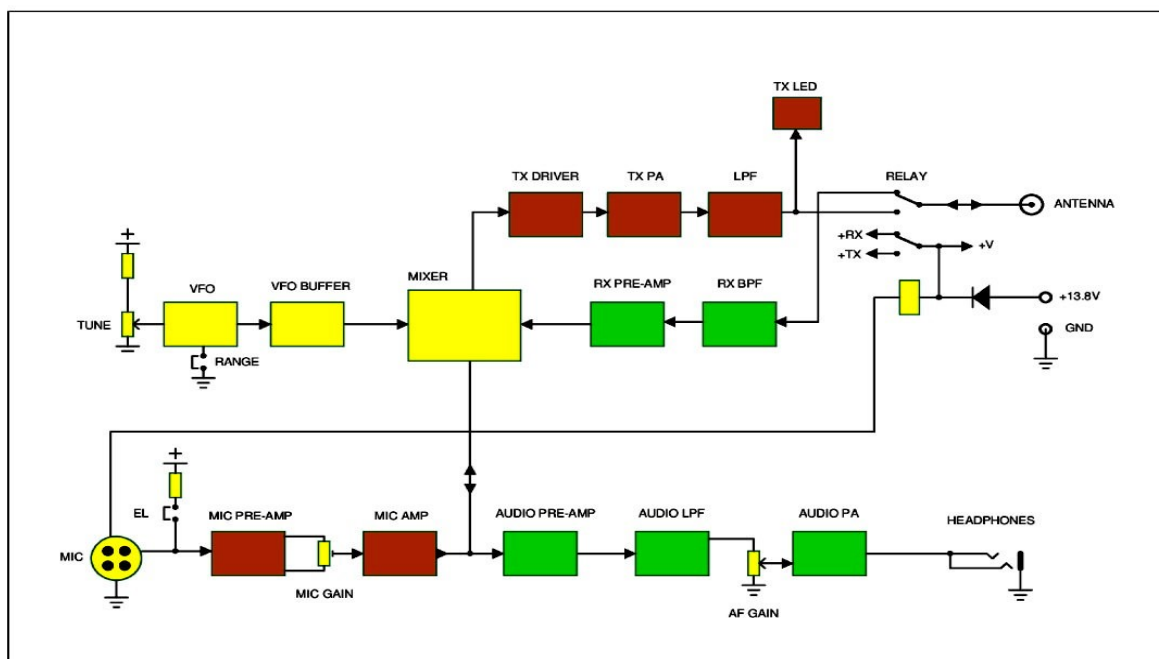 TX LED
TX DRIVER
TX PA
LPF
RELAY
ANTENNA
+RX
+TX
+V
+
VFO
VFO BUFFER
MIXER
RX PRE-AMP
RX BPF
+13.8V
TUNE
GND
RANGE
+
EL
MIC PRE-AMP
MIC AMP
AUDIO PRE-AMP
AUDIO LPF
AUDIO PA
HEADPHONES
MIC
MIC GAIN
AF GAIN